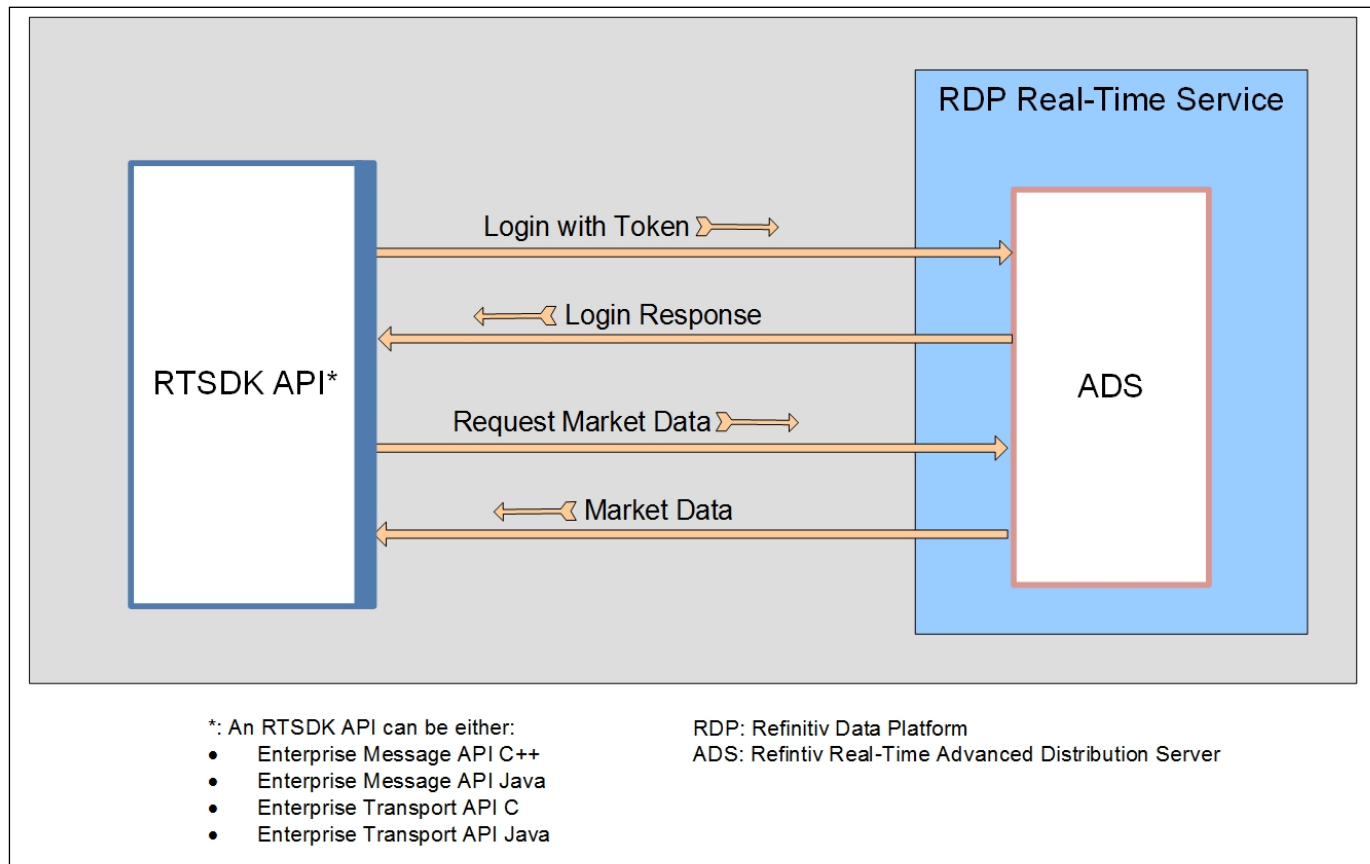 RDP Real-Time Service
Login with Token
Login Response
RTSDK API*
ADS
Request Market Data
Market Data
*: An RTSDK API can be either:
• Enterprise Message API C++
• Enterprise Message API Java
• Enterprise Transport API C
• Enterprise Transport API Java
RDP: Refinitiv Data Platform
ADS: Refintiv Real-Time Advanced Distribution Server